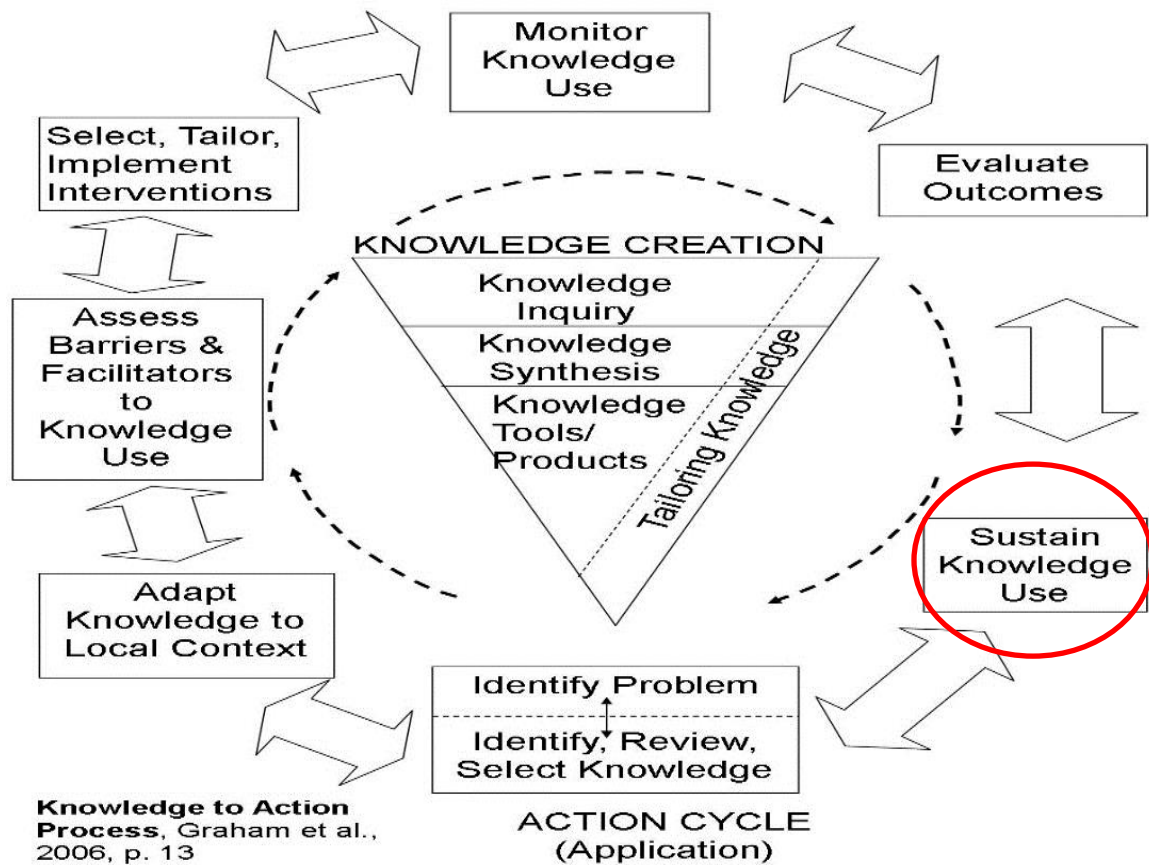 Monitor
Knowledge
Use
Select, Tailor,
Implement
Interventions
Evaluate
Outcomes
KNOWLEDGE CREATION
Knowledge
Inquiry
Knowledge
Synthesis
Knowledge
Tools/
Products
Tailoring Knowledge
Assess
Barriers &
Facilitators
to
Knowledge
Use
Sustain
Knowledge
Use
Adapt
Knowledge to
Local Context
Identify Problem
Identify, Review,
Select Knowledge
Knowledge to Action
Process, Graham et al.,
2006, p. 13
ACTION CYCLE
(Application)